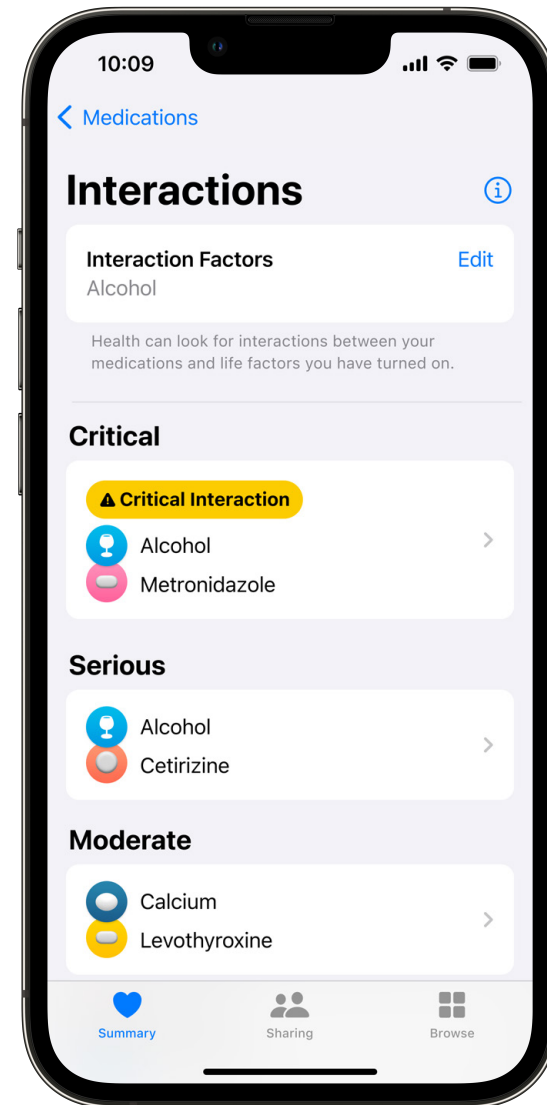 10:09
Medications
Interactions
Interaction Factors
Edit
Alcohol
Health can look for interactions between your
medications and life factors you have turned on.
Critical
Critical Interaction
Alcohol
Metronidazole
Serious
Alcohol
Cetirizine
Moderate
Calcium
Levothyroxine
Summary
Sharing
Browse